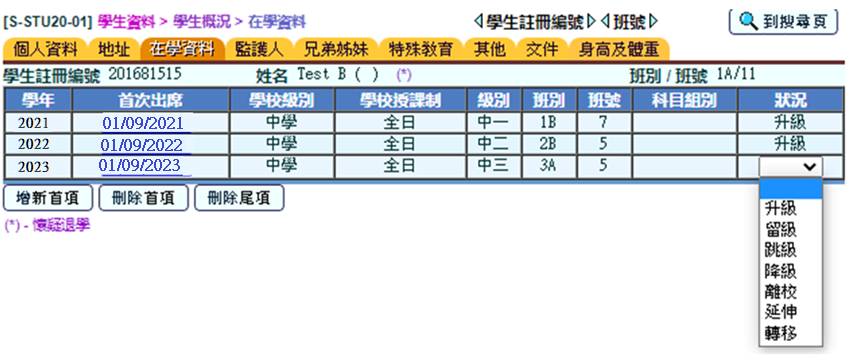 [S-STU20-01] 學生資料 > 學生概況 > 在學資料 ◁學生註冊編號▷ ◁班號▷ 到搜尋頁
個人資料 地址 在學資料 監護人 兄弟姊妹 特殊教育 其他 文件 身高及體重
學生註冊編號 201681515 姓名 Test B ( ) (*) 班別 / 班號 1A/11
學年 首次出席 學校級別 學校授課制 級別 班別 班號 科目組別 狀況
2021 01/09/2021 中學 全日 中一 1B 7 升級
2022 01/09/2022 中學 全日 中二 2B 5 升級
2023 01/09/2023 中學 全日 中三 3A 5
增新首項 刪除首項 刪除尾項
(*) - 懷疑退學
升級
留級
跳級
降級
離校
延伸
轉移